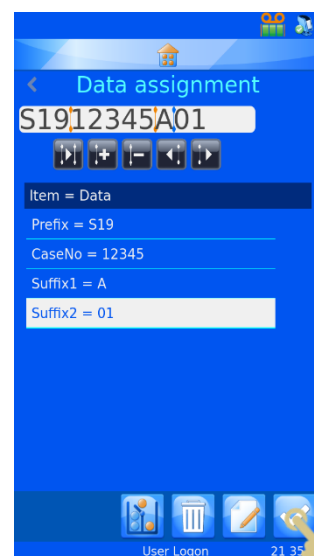 Data assignment
S1912345A01
Item = Data
Prefix = S19
CaseNo = 12345
Suffix1 = A
Suffix2 = 01
User Logon
21 35